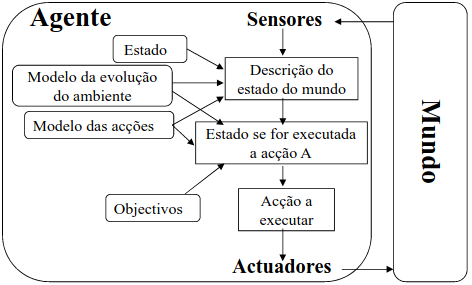 Agente
Sensores
Estado
Descrição do
estado do mundo
Modelo da evolução
do ambiente
Modelo das acções
Estado se for executada
a acção A
Objectivos
Acção a
executar
Actuadores
Mundo